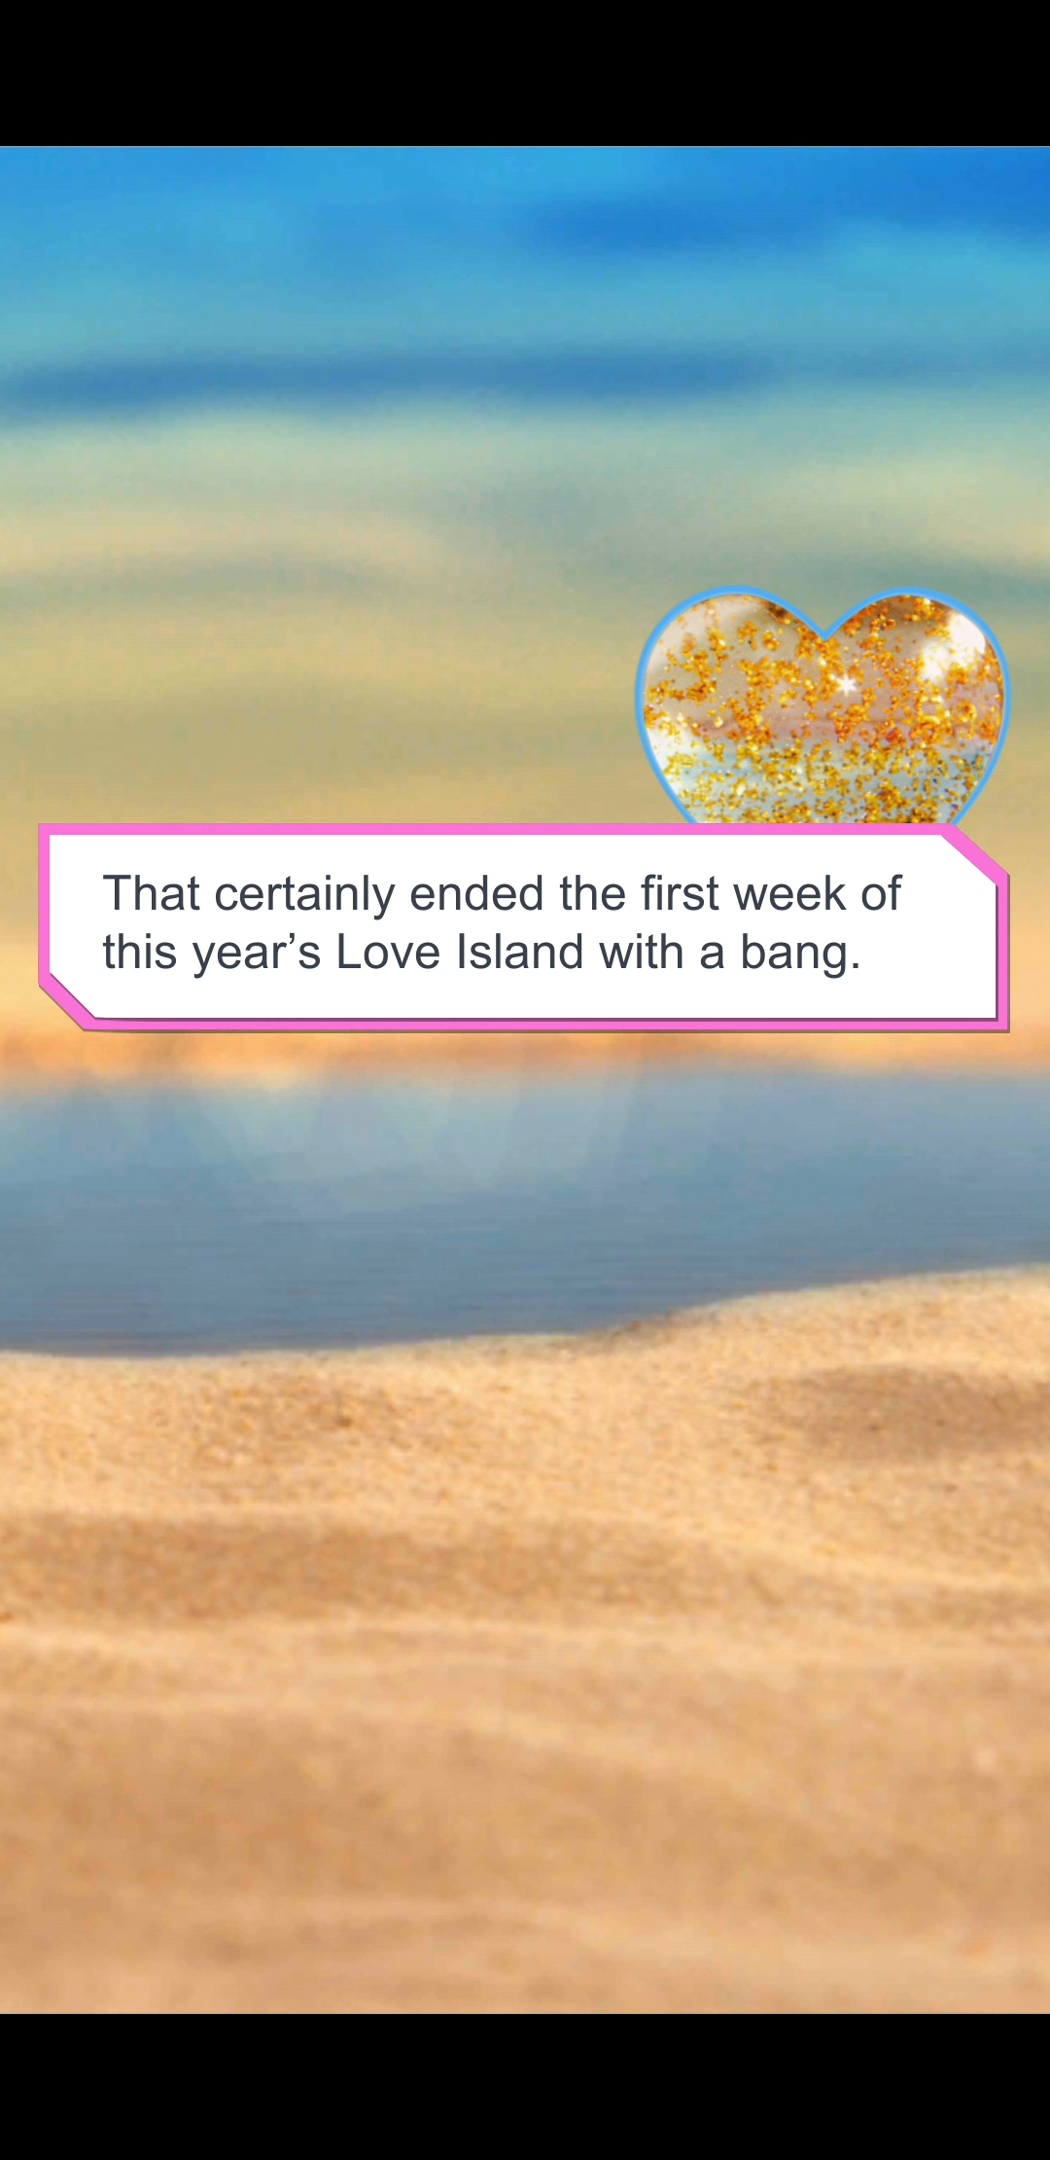 That certainly ended the first week of
this year’s Love Island with a bang.